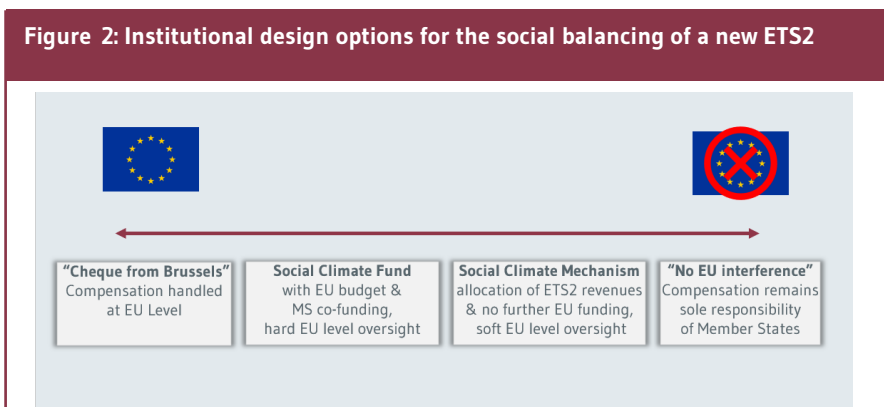 Figure 2: Institutional design options for the social balancing of a new ETS2
“Cheque from Brussels”
Compensation handled
at EU Level
Social Climate Fund
with EU budget &
MS co-funding,
hard EU level oversight
Social Climate Mechanism
allocation of ETS2 revenues
& no further EU funding,
soft EU level oversight
“No EU interference”
Compensation remains
sole responsibility
of Member States